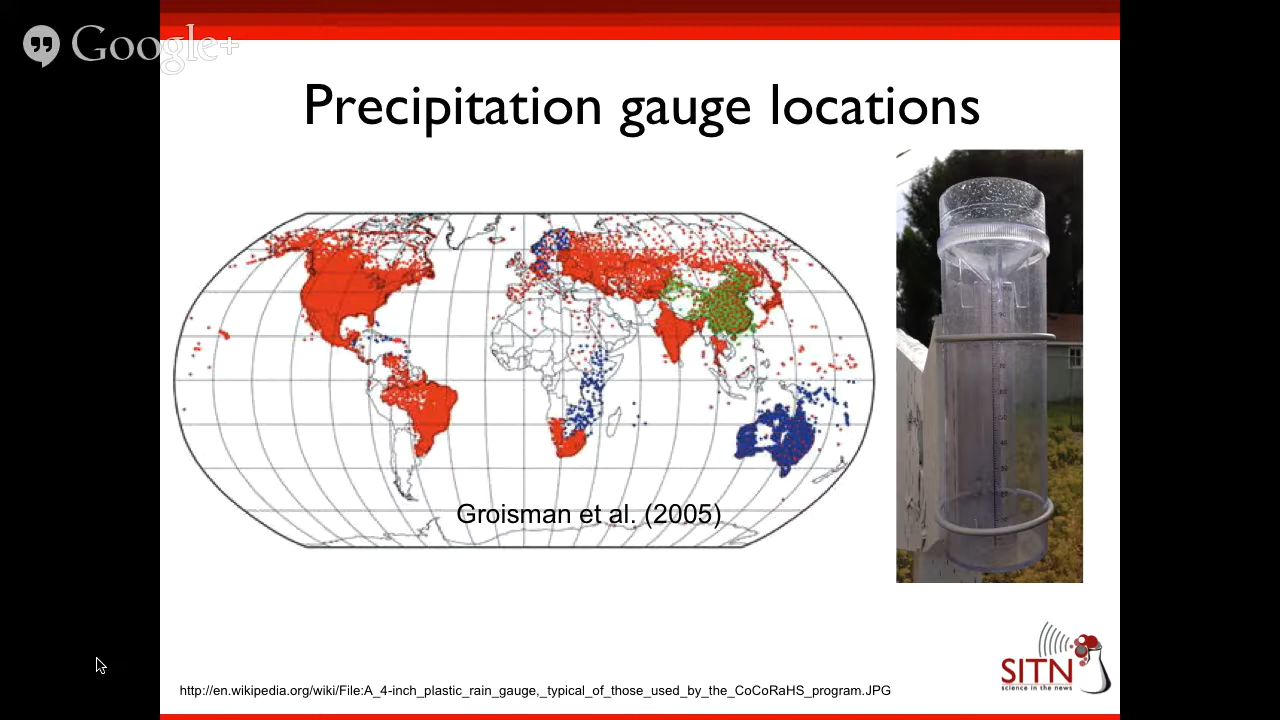 Google+
Precipitation gauge locations
Groisman et al. (2005)
SITN
science in the news
http://en.wikipedia.org/wiki/File:A_4-inch_plastic_rain_gauge,_typical_of_those_used_by_the_CoCoRaHS_program.JPG